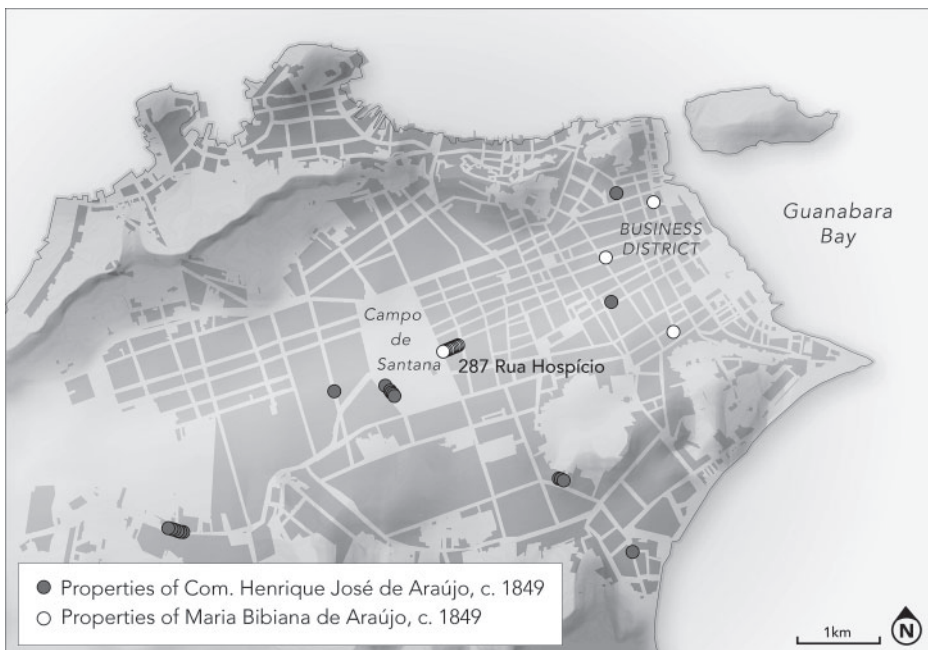 Guanabara
Bay
BUSINESS
DISTRICT
Campo
de
Santana
287 Rua Hospício
Properties of Com. Henrique José de Araújo, c. 1849
Properties of Maria Bibiana de Araújo, c. 1849
1km
N